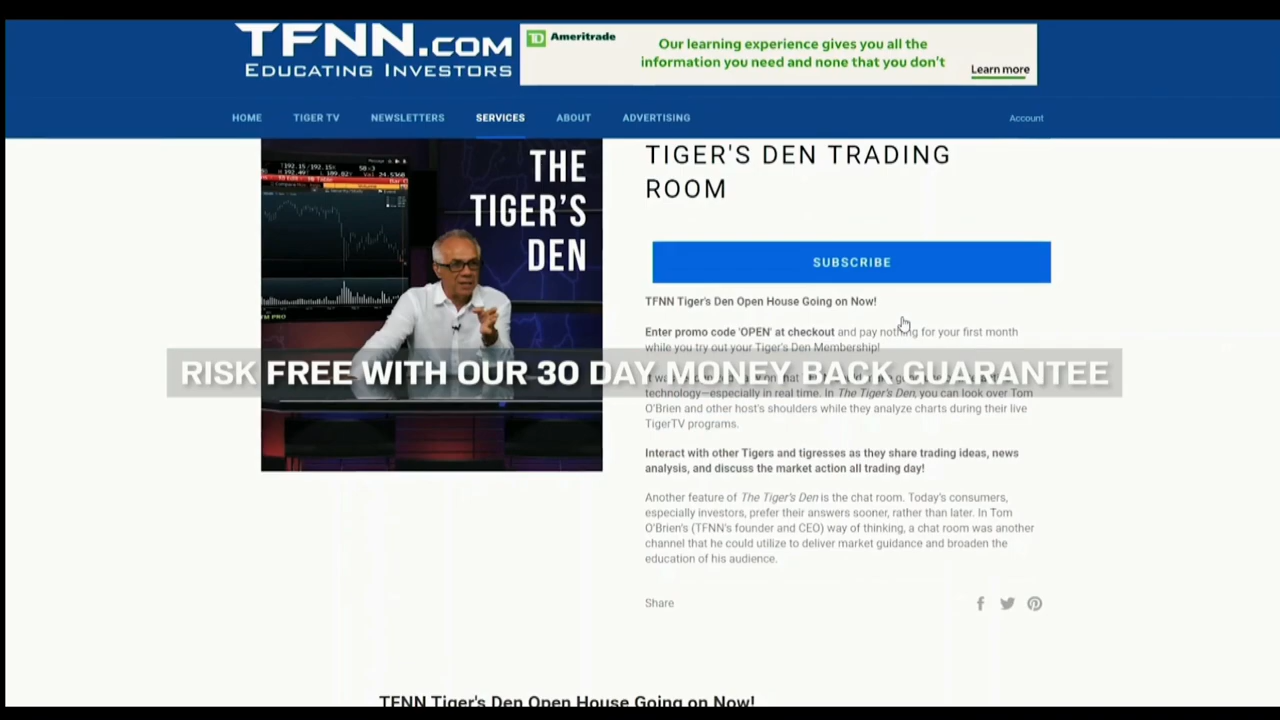 TFNN.COM
EDUCATING INVESTORS
TD Ameritrade
Our learning experience gives you all the
information you need and none that you don't
Learn more
HOME TIGER TV NEWSLETTERS SERVICES ABOUT ADVERTISING Account
THE
TIGER'S
DEN
TIGER'S DEN TRADING
ROOM
SUBSCRIBE
TFNN Tiger's Den Open House Going on Now!
Enter promo code 'OPEN' at checkout and pay nothing for your first month
while you try out your Tiger's Den Membership!
RISK FREE WITH OUR 30 DAY MONEY BACK GUARANTEE
technology—especially in real time. In The Tiger's Den, you can look over Tom
O'Brien and other host's shoulders while they analyze charts during their live
TigerTV programs.
Interact with other Tigers and tigresses as they share trading ideas, news
analysis, and discuss the market action all trading day!
Another feature of The Tiger's Den is the chat room. Today's consumers,
especially investors, prefer their answers sooner, rather than later. In Tom
O'Brien's (TFNN's founder and CEO) way of thinking, a chat room was another
channel that he could utilize to deliver market guidance and broaden the
education of his audience.
Share
TFNN Tiger's Den Open House Going on Now!